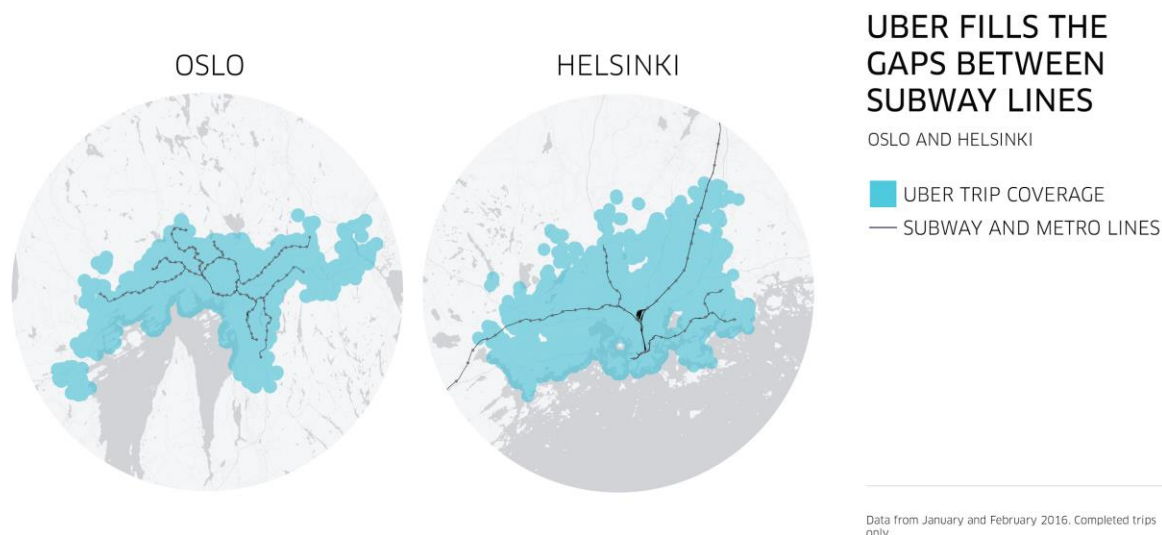 OSLO
HELSINKI
UBER FILLS THE
GAPS BETWEEN
SUBWAY LINES
OSLO AND HELSINKI
UBER TRIP COVERAGE
SUBWAY AND METRO LINES
Data from January and February 2016. Completed trips
only